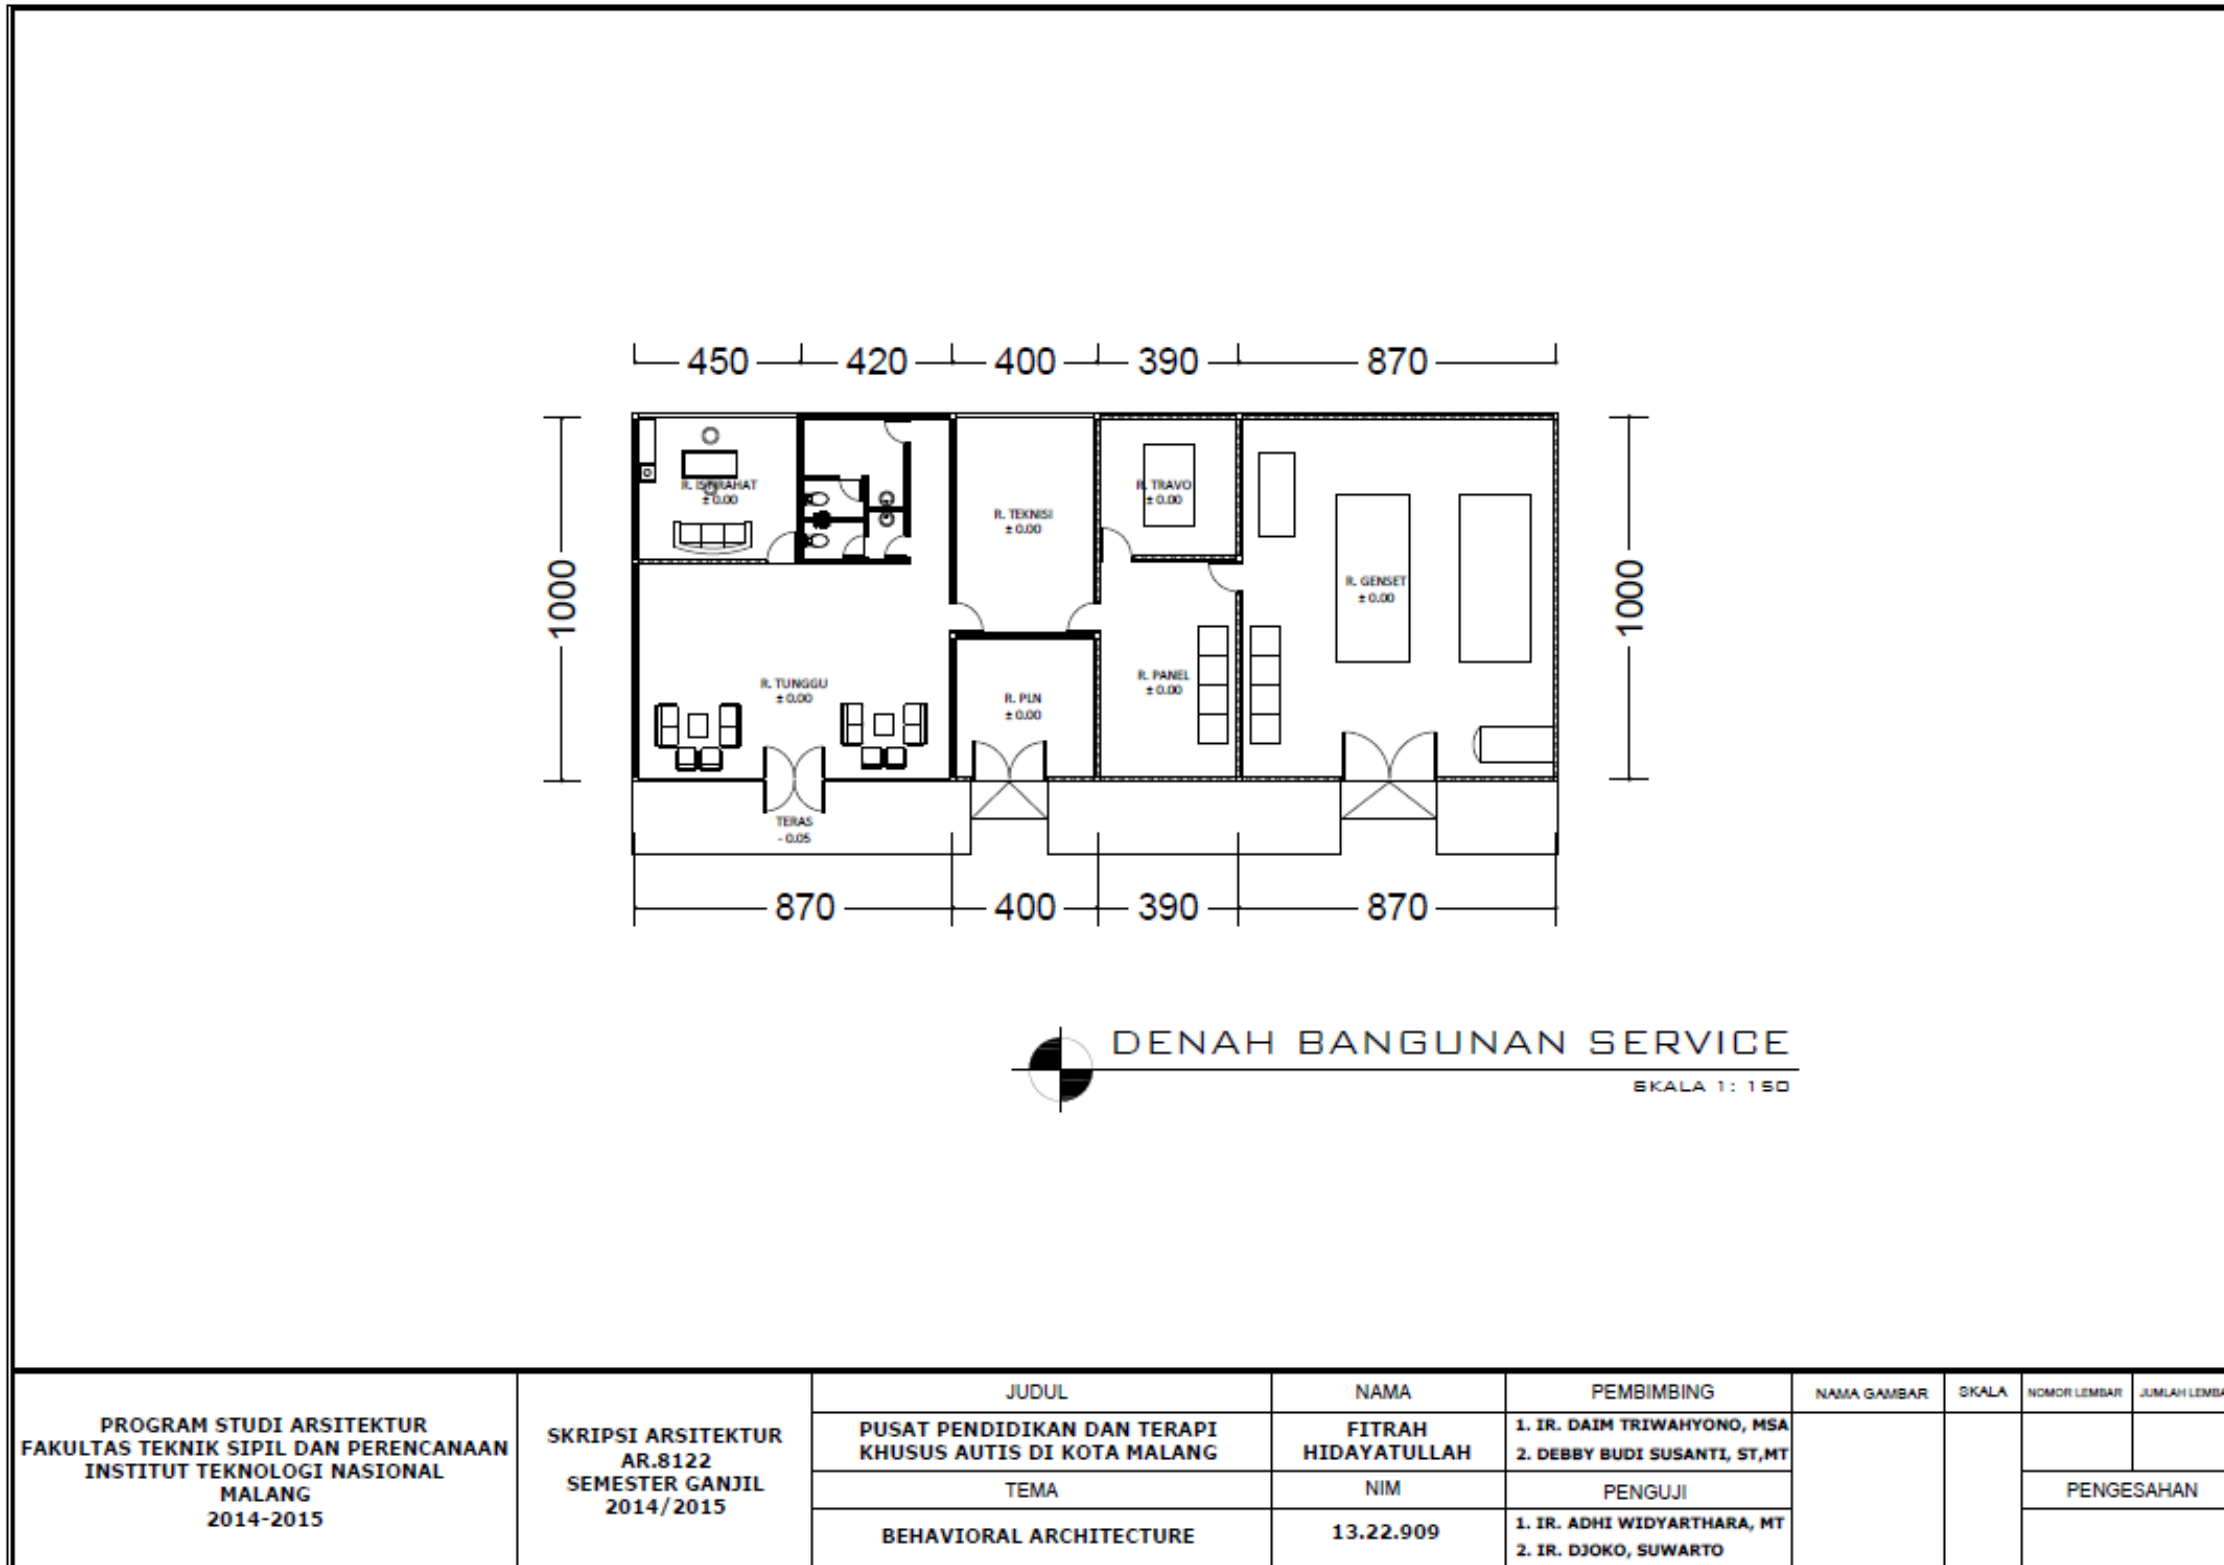 450 420 400 390 870
1000
1000
R. ISTIRAHAT
± 0.00
R. TEKNISI
± 0.00
R. TRAVO
± 0.00
R. GENSET
± 0.00
R. TUNGGU
± 0.00
R. PLN
± 0.00
R. PANEL
± 0.00
TERAS
- 0.05
870 400 390 870
DENAH BANGUNAN SERVICE
SKALA 1: 150
PROGRAM STUDI ARSITEKTUR
FAKULTAS TEKNIK SIPIL DAN PERENCANAAN
INSTITUT TEKNOLOGI NASIONAL
MALANG
2014-2015
SKRIPSI ARSITEKTUR
AR.8122
SEMESTER GANJIL
2014/2015
JUDUL
PUSAT PENDIDIKAN DAN TERAPI
KHUSUS AUTIS DI KOTA MALANG
TEMA
BEHAVIORAL ARCHITECTURE
NAMA
FITRAH
HIDAYATULLAH
NIM
13.22.909
PEMBIMBING
1. IR. DAIM TRIWAHYONO, MSA
2. DEBBY BUDI SUSANTI, ST,MT
PENGUJI
1. IR. ADHI WIDYARTHARA, MT
2. IR. DJOKO, SUWARTO
NAMA GAMBAR
SKALA
NOMOR LEMBAR
JUMLAH LEMBA
PENGESAHAN